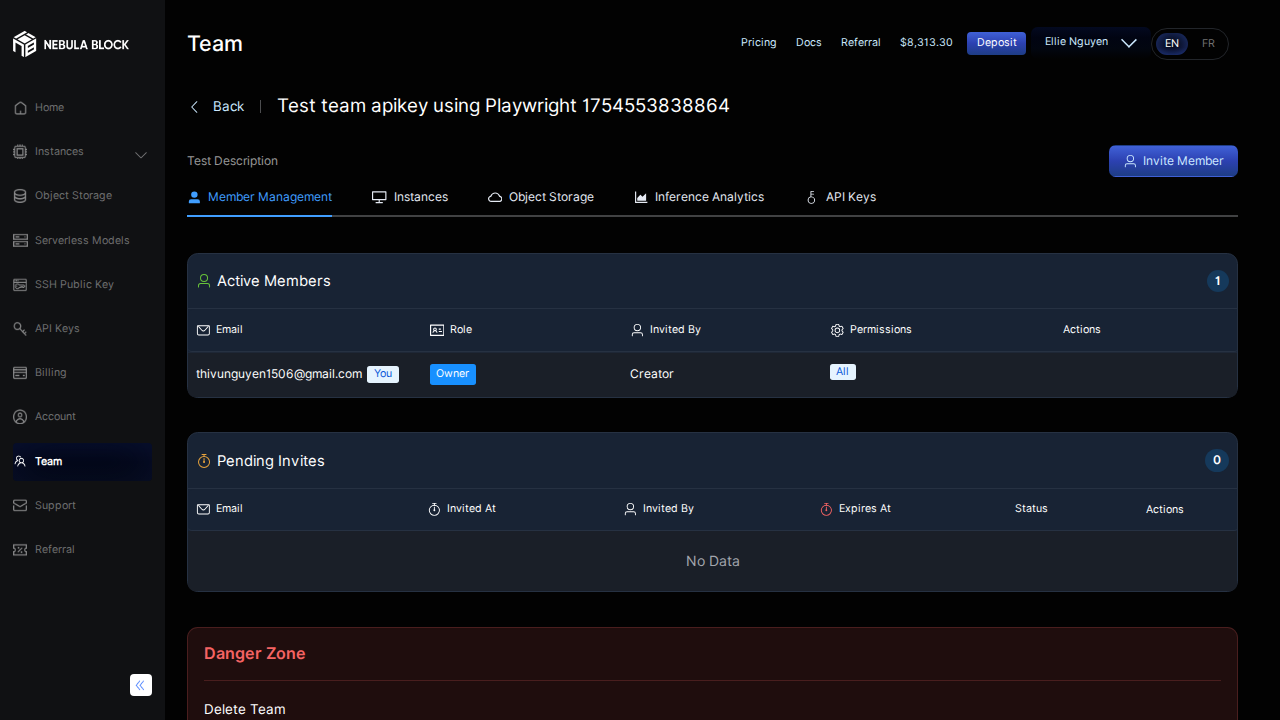 NEBULA BLOCK
Home
Instances
Object Storage
Serverless Models
SSH Public Key
API Keys
Billing
Account
Team
Support
Referral
Team
Pricing Docs Referral $8,313.30 Deposit Ellie Nguyen EN FR
Back | Test team apikey using Playwright 1754553838864
Test Description
Invite Member
Member Management Instances Object Storage Inference Analytics API Keys
Active Members 1
Email Role Invited By Permissions Actions
thivunguyen1506@gmail.com You Owner Creator All
Pending Invites 0
Email Invited At Invited By Expires At Status Actions
No Data
Danger Zone
Delete Team